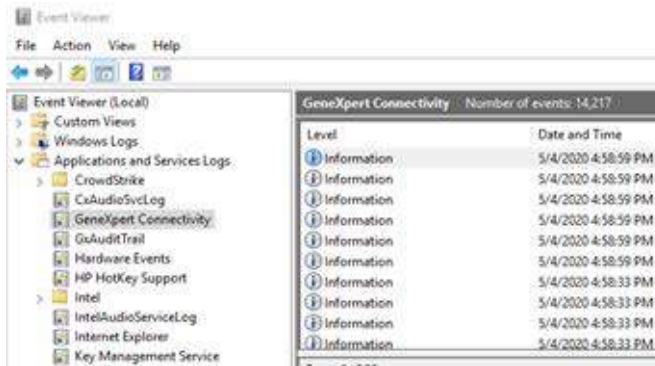 Event Viewer
File Action View Help
Event Viewer (Local)
Custom Views
Windows Logs
Applications and Services Logs
CrowdStrike
CxAudioSvcLog
GeneXpert Connectivity
GxAuditTrail
Hardware Events
HP HotKey Support
Intel
IntelAudioServiceLog
Internet Explorer
Key Management Service
GeneXpert Connectivity Number of events: 14,217
Level Date and Time
Information 5/4/2020 4:58:59 PM
Information 5/4/2020 4:58:59 PM
Information 5/4/2020 4:58:59 PM
Information 5/4/2020 4:58:59 PM
Information 5/4/2020 4:58:59 PM
Information 5/4/2020 4:58:59 PM
Information 5/4/2020 4:58:33 PM
Information 5/4/2020 4:58:33 PM
Information 5/4/2020 4:58:33 PM
Information 5/4/2020 4:58:33 PM